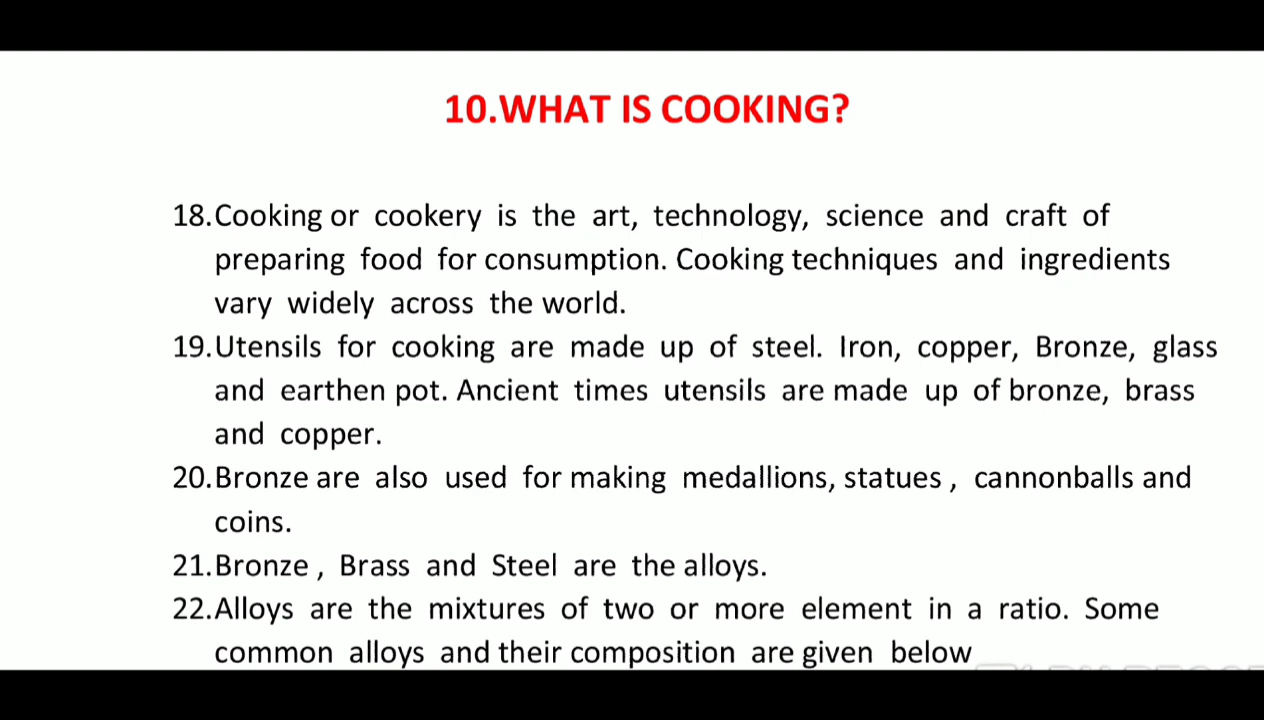 10.WHAT IS COOKING?
18.Cooking or cookery is the art, technology, science and craft of
preparing food for consumption. Cooking techniques and ingredients
vary widely across the world.
19.Utensils for cooking are made up of steel. Iron, copper, Bronze, glass
and earthen pot. Ancient times utensils are made up of bronze, brass
and copper.
20.Bronze are also used for making medallions, statues , cannonballs and
coins.
21.Bronze , Brass and Steel are the alloys.
22.Alloys are the mixtures of two or more element in a ratio. Some
common alloys and their composition are given below